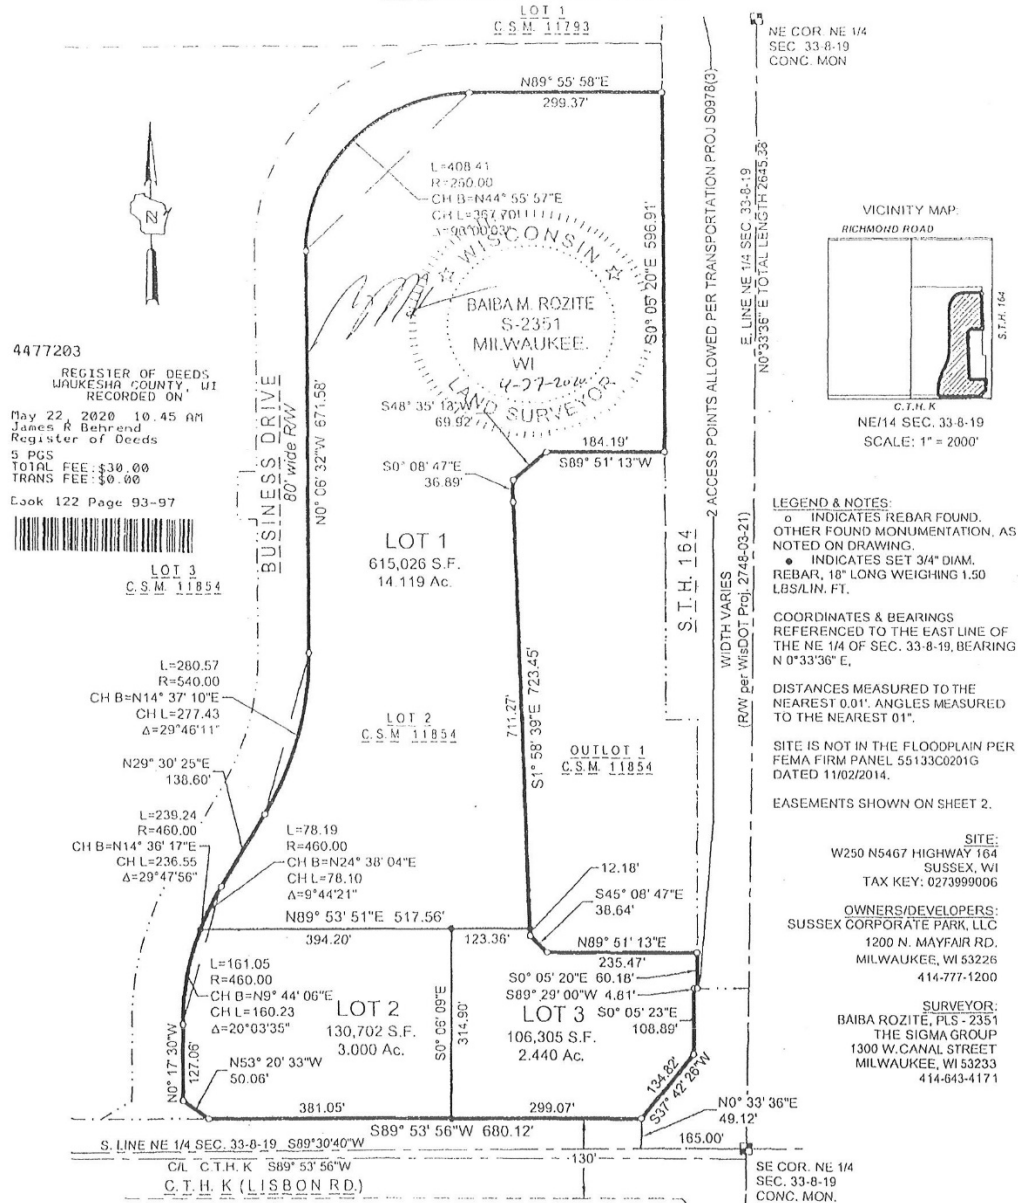 LOT 1
C.S.M. 11793
NE COR. NE 1/4
SEC. 33-8-19
CONC. MON
N89° 55' 58"E
299.37'
L=408.41
R=260.00
CH B=N44° 55' 57"E
CH L=367.70
WISCONSIN
BAIBA M. ROZITE
S-2351
MILWAUKEE,
WI
LAND SURVEYOR
S0° 05' 20"E 596.91'
2 ACCESS POINTS ALLOWED PER TRANSPORTATION PROJ S0978(3)
E. LINE NE 1/4 SEC. 33-8-19
N0°33'36" E TOTAL LENGTH 2645.38'
VICINITY MAP:
RICHMOND ROAD
S.T.H. 164
C.T.H. K
NE/14 SEC. 33-8-19
SCALE: 1" = 2000'
4477203
REGISTER OF DEEDS
WAUKESHA COUNTY, WI
RECORDED ON
May 22, 2020 10.45 AM
James R Behrend
Register of Deeds
5 PGS
TOTAL FEE:$30.00
TRANS FEE:$0.00
Book 122 Page 93-97
BUSINESS DRIVE
80' wide R/W
N0° 06' 32"W 671.58'
S48° 35' 13"W
69.92'
184.19'
S89° 51' 13"W
S0° 08' 47"E
36.89'
LOT 1
615,026 S.F.
14.119 Ac.
LOT 3
C.S.M. 11854
S.T.H. 164
WIDTH VARIES
(R/W per WisDOT Proj. 2748-03-21)
LEGEND & NOTES:
o INDICATES REBAR FOUND.
OTHER FOUND MONUMENTATION, AS
NOTED ON DRAWING.
● INDICATES SET 3/4" DIAM.
REBAR, 18" LONG WEIGHING 1.50
LBS/LIN. FT.
COORDINATES & BEARINGS
REFERENCED TO THE EAST LINE OF
THE NE 1/4 OF SEC. 33-8-19, BEARING
N 0°33'36" E,
DISTANCES MEASURED TO THE
NEAREST 0.01'. ANGLES MEASURED
TO THE NEAREST 01".
SITE IS NOT IN THE FLOODPLAIN PER
FEMA FIRM PANEL 55133C0201G
DATED 11/02/2014.
EASEMENTS SHOWN ON SHEET 2.
L=280.57
R=540.00
CH B=N14° 37' 10"E
CH L=277.43
Δ=29°46'11"
LOT 2
C.S.M. 11854
711.27'
S1° 58' 39"E 723.45'
OUTLOT 1
C.S.M. 11854
N29° 30' 25"E
138.60'
L=239.24
R=460.00
CH B=N14° 36' 17"E
CH L=236.55
Δ=29°47'56"
L=78.19
R=460.00
CH B=N24° 38' 04"E
CH L=78.10
Δ=9°44'21"
12.18'
S45° 08' 47"E
38.64'
N89° 53' 51"E 517.56'
394.20'
123.36'
N89° 51' 13"E
235.47'
S0° 05' 20"E 60.18'
S89° 29' 00"W 4.81'
S0° 05' 23"E
108.89'
L=161.05
R=460.00
CH B=N9° 44' 06"E
CH L=160.23
Δ=20°03'35"
LOT 2
130,702 S.F.
3.000 Ac.
S0° 06' 09"E
314.90'
LOT 3
106,305 S.F.
2.440 Ac.
N0° 17' 30"W
127.06'
N53° 20' 33"W
50.06'
134.82'
S37° 42' 26"W
N0° 33' 36"E
49.12'
381.05'
299.07'
165.00'
S89° 53' 56"W 680.12'
S. LINE NE 1/4 SEC. 33-8-19 S89°30'40"W
130'
C/L C.T.H. K S89° 53' 56"W
C.T.H. K (LISBON RD.)
SE COR. NE 1/4
SEC. 33-8-19
CONC. MON.
SITE:
W250 N5467 HIGHWAY 164
SUSSEX, WI
TAX KEY: 0273999006
OWNERS/DEVELOPERS:
SUSSEX CORPORATE PARK, LLC
1200 N. MAYFAIR RD.
MILWAUKEE, WI 53226
414-777-1200
SURVEYOR:
BAIBA ROZITE, PLS - 2351
THE SIGMA GROUP
1300 W. CANAL STREET
MILWAUKEE, WI 53233
414-643-4171